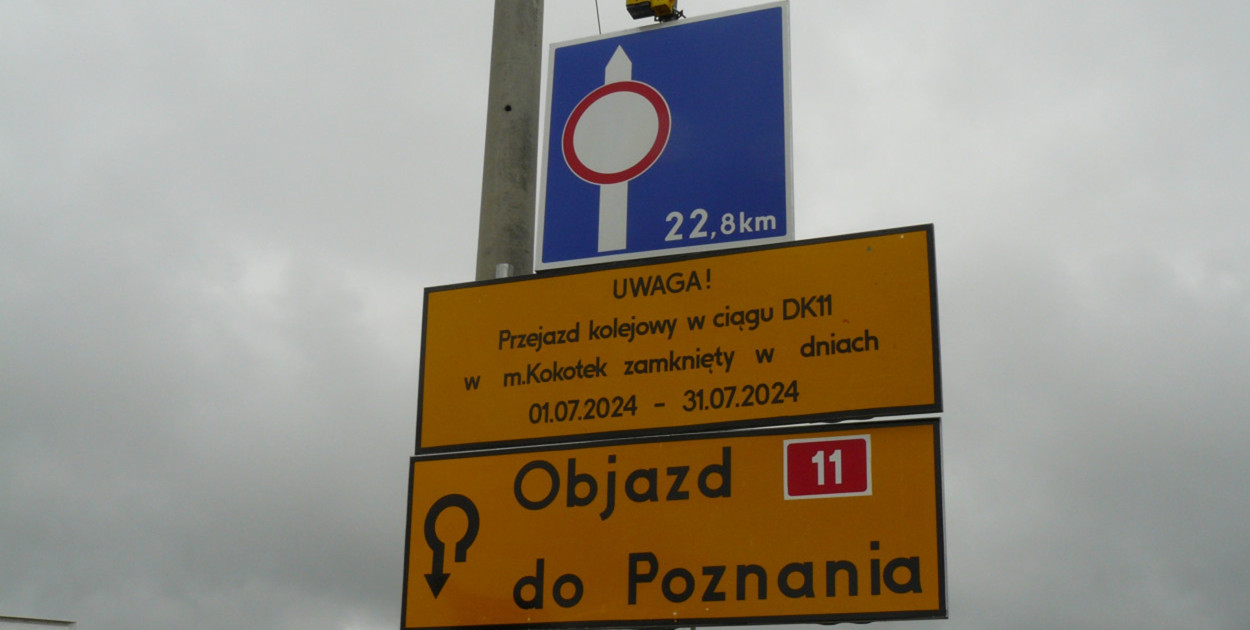 22,8km
UWAGA!
Przejazd kolejowy w ciągu DK11
w m.Kokotek zamknięty w dniach
01.07.2024 - 31.07.2024
Objazd 11
do Poznania